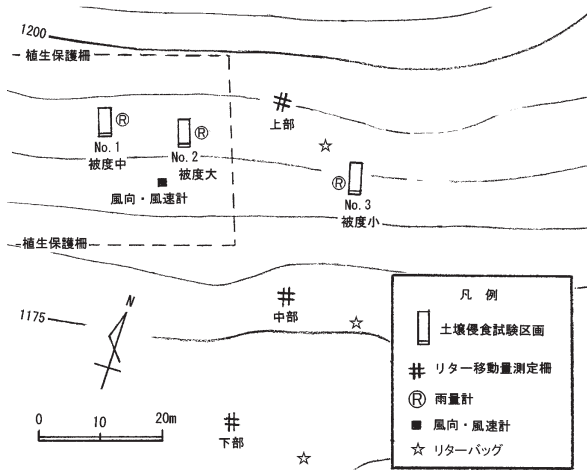 1200
植生保護柵
上部
Ⓡ
Ⓡ
No.1
被度中
No.2
被度大
Ⓡ
No.3
被度小
風向・風速計
植生保護柵
N
中部
1175
下部
0 10 20m
凡 例
土壌侵食試験区画
リター移動量測定柵
Ⓡ 雨量計
風向・風速計
リターバッグ